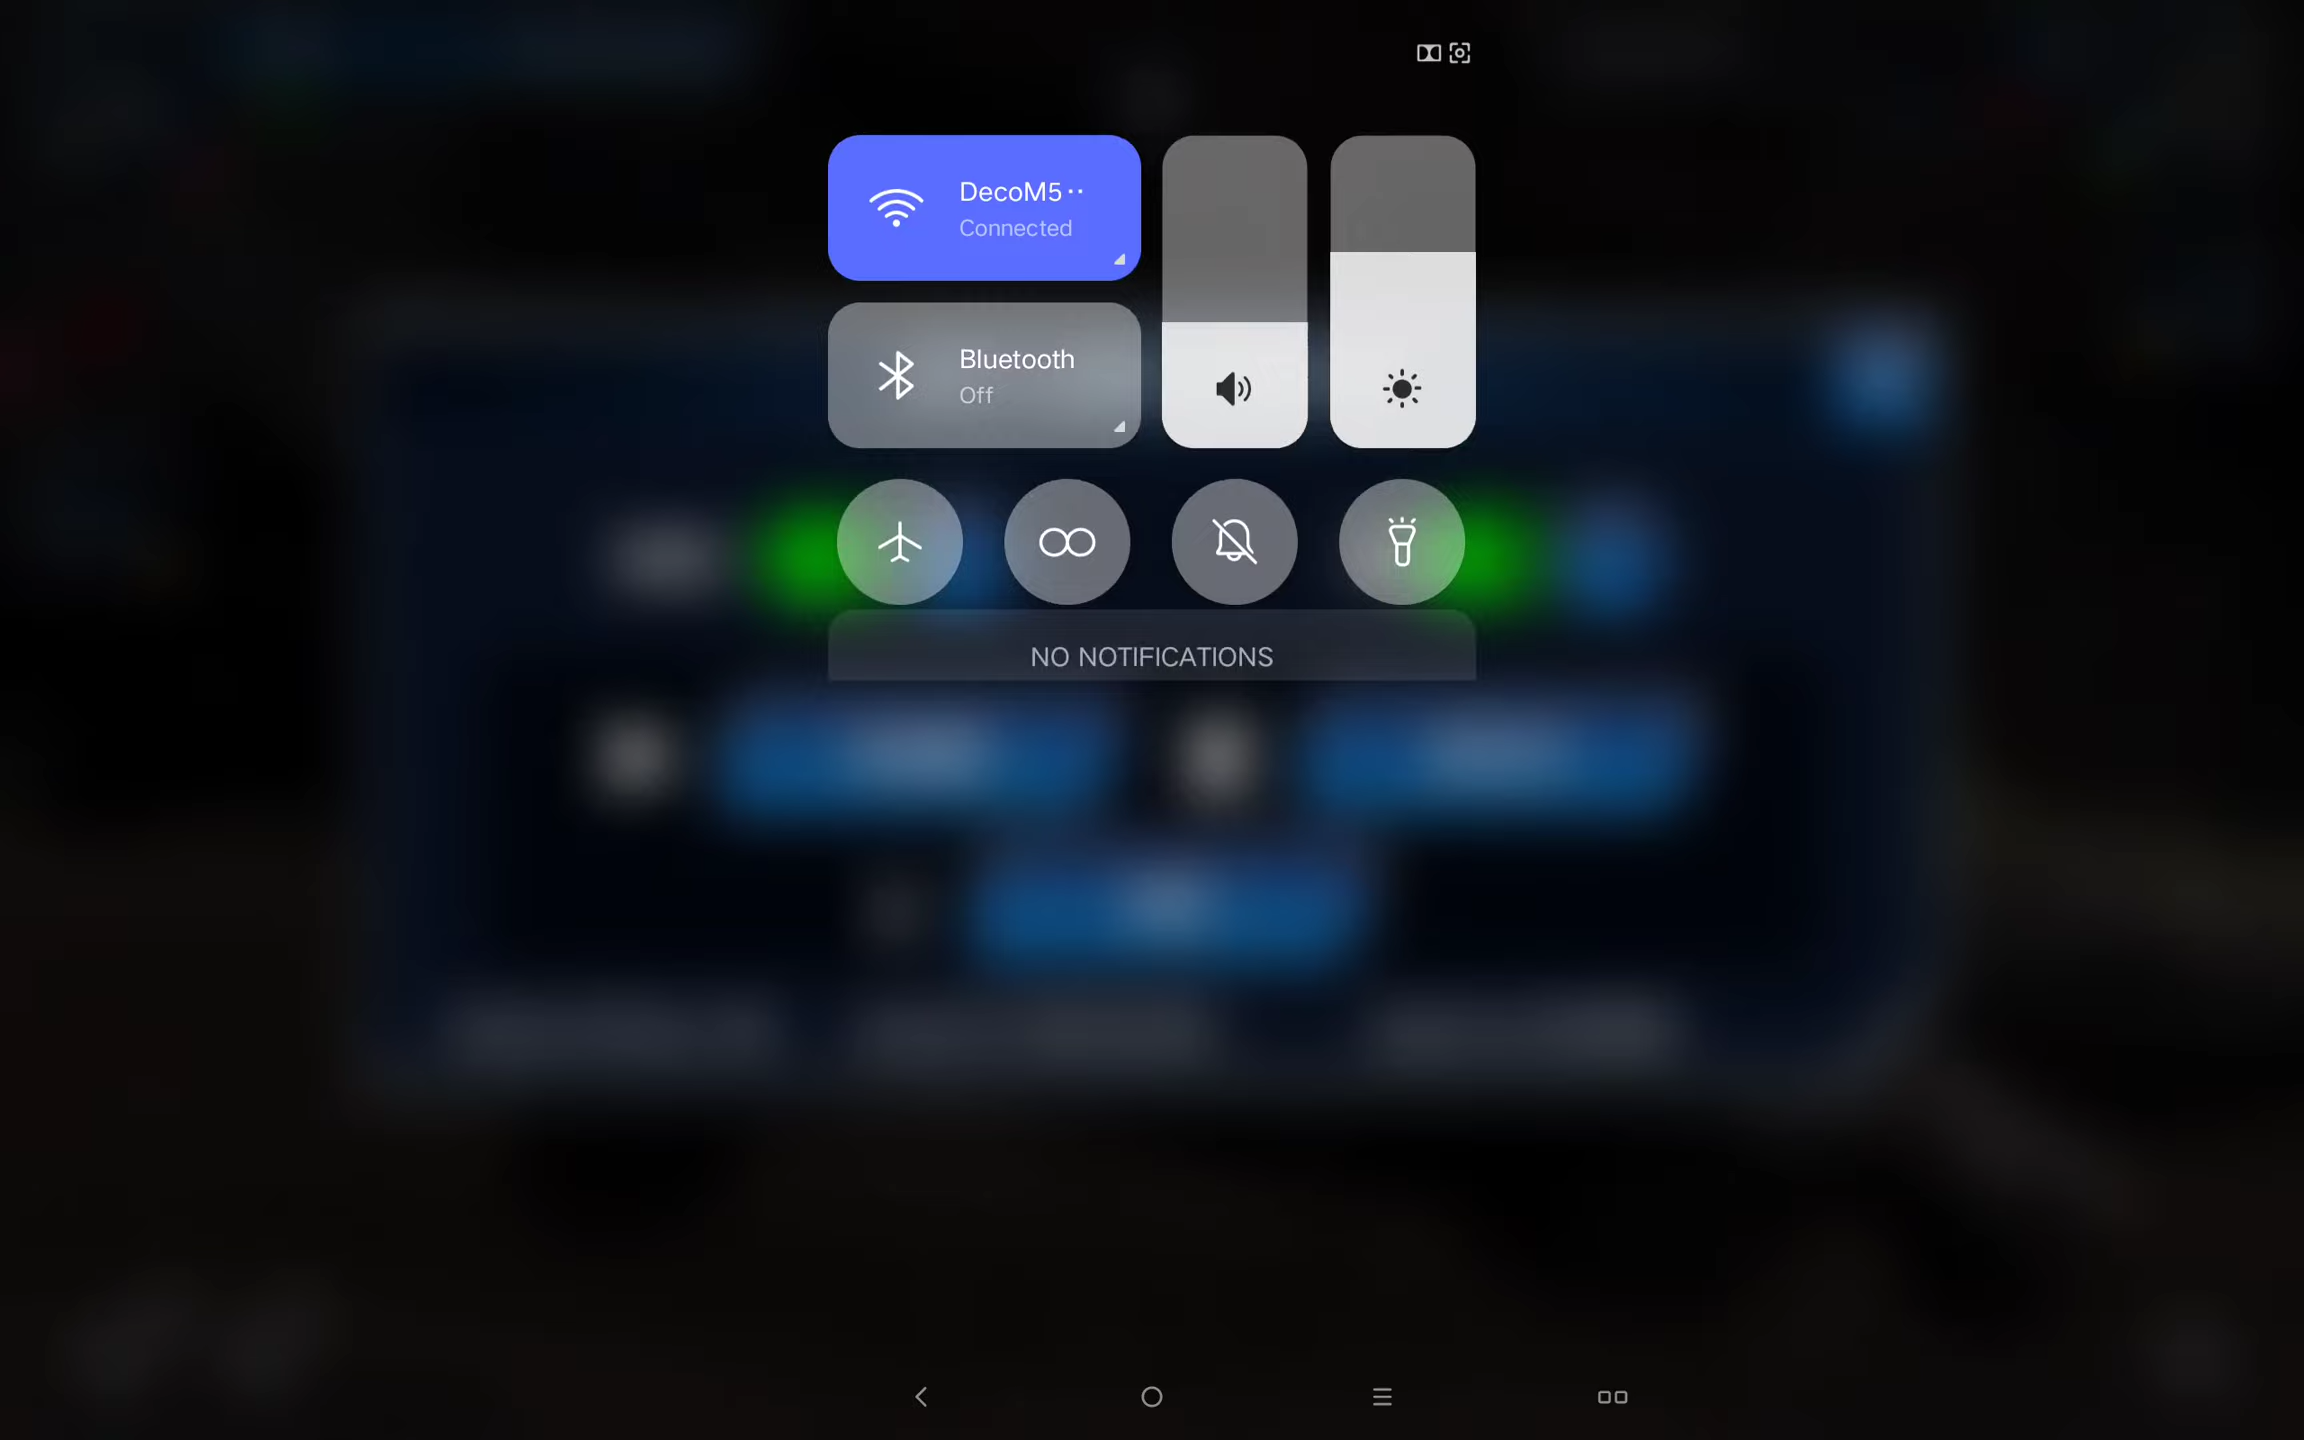 DecoM5··
Connected
Bluetooth
Off
NO NOTIFICATIONS